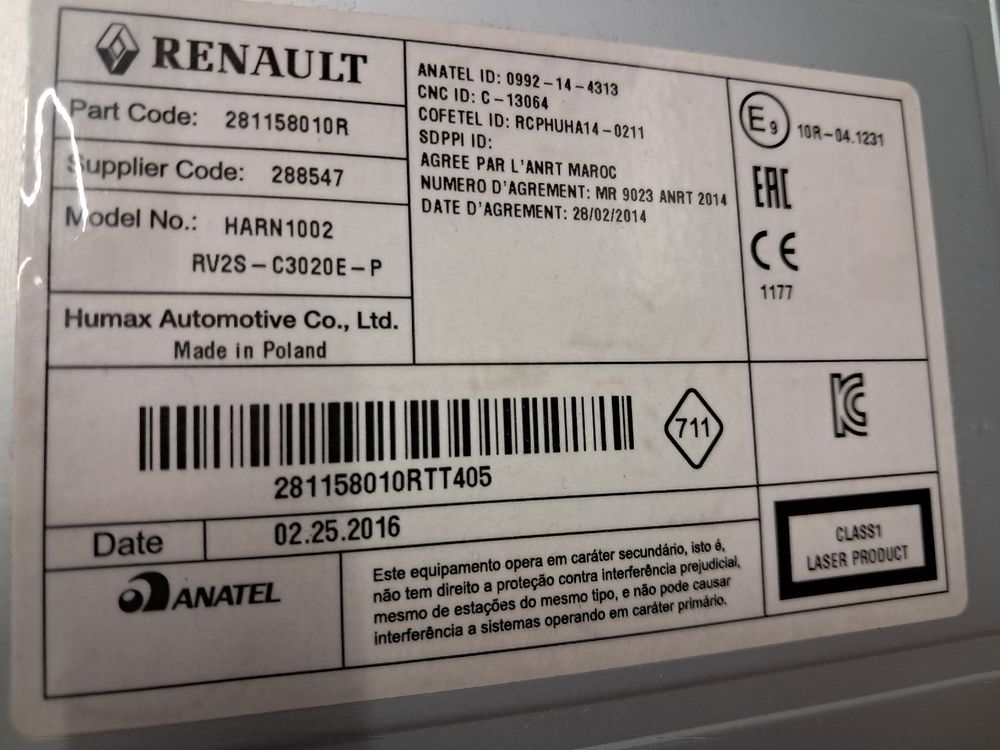 RENAULT
Part Code: 281158010R
Supplier Code: 288547
Model No.: HARN1002
RV2S-C3020E-P
Humax Automotive Co., Ltd.
Made in Poland
ANATEL ID: 0992-14-4313
CNC ID: C-13064
COFETEL ID: RCPHUHA14-0211
SDPPI ID:
AGREE PAR L'ANRT MAROC
NUMERO D'AGREMENT: MR 9023 ANRT 2014
DATE D'AGREMENT: 28/02/2014
E9 10R-04.1231
EAC
CE
1177
281158010RTT405
711
KC
Date 02.25.2016
ANATEL
Este equipamento opera em caráter secundário, isto é,
não tem direito a proteção contra interferência prejudicial,
mesmo de estações do mesmo tipo, e não pode causar
interferência a sistemas operando em caráter primário.
CLASS1
LASER PRODUCT